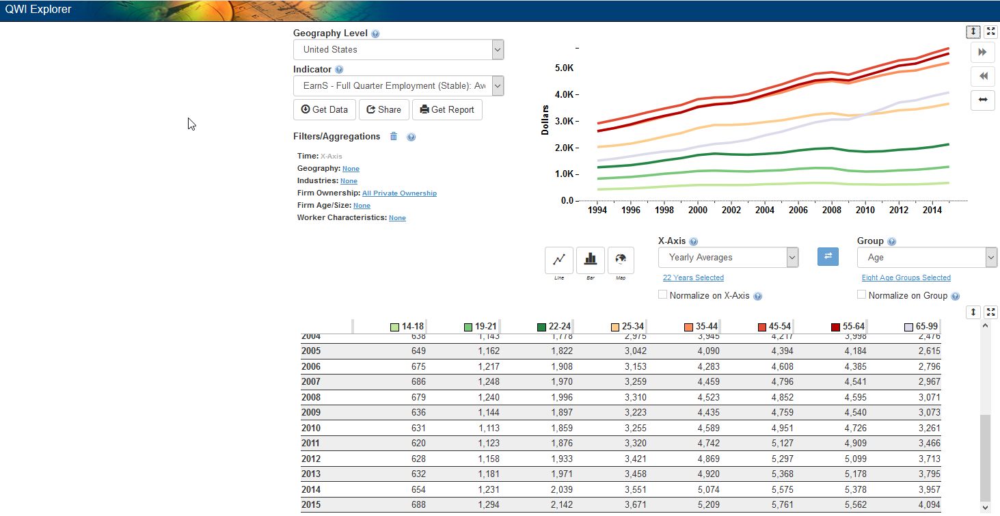 QWI Explorer
Geography Level
United States
Indicator
EarnS - Full Quarter Employment (Stable): Ave
Get Data Share Get Report
Filters/Aggregations
Time: X-Axis
Geography: None
Industries: None
Firm Ownership: All Private Ownership
Firm Age/Size: None
Worker Characteristics: None
Dollars
5.0K
4.0K
3.0K
2.0K
1.0K
0.0
1994 1996 1998 2000 2002 2004 2006 2008 2010 2012 2014
Line Bar Map
X-Axis
Yearly Averages
22 Years Selected
Normalize on X-Axis
Group
Age
Eight Age Groups Selected
Normalize on Group
14-18 19-21 22-24 25-34 35-44 45-54 55-64 65-99
2004 638 1,143 1,778 2,975 3,945 4,217 3,998 2,476
2005 649 1,162 1,822 3,042 4,090 4,394 4,184 2,615
2006 675 1,217 1,908 3,153 4,283 4,608 4,385 2,796
2007 686 1,248 1,970 3,259 4,459 4,796 4,541 2,967
2008 679 1,240 1,996 3,310 4,523 4,852 4,595 3,071
2009 636 1,144 1,897 3,223 4,435 4,759 4,540 3,073
2010 631 1,113 1,859 3,255 4,589 4,951 4,726 3,261
2011 620 1,123 1,876 3,320 4,742 5,127 4,909 3,466
2012 628 1,158 1,933 3,421 4,869 5,297 5,099 3,713
2013 632 1,181 1,971 3,458 4,920 5,368 5,178 3,795
2014 654 1,231 2,039 3,551 5,074 5,575 5,378 3,957
2015 688 1,294 2,142 3,671 5,209 5,761 5,562 4,094